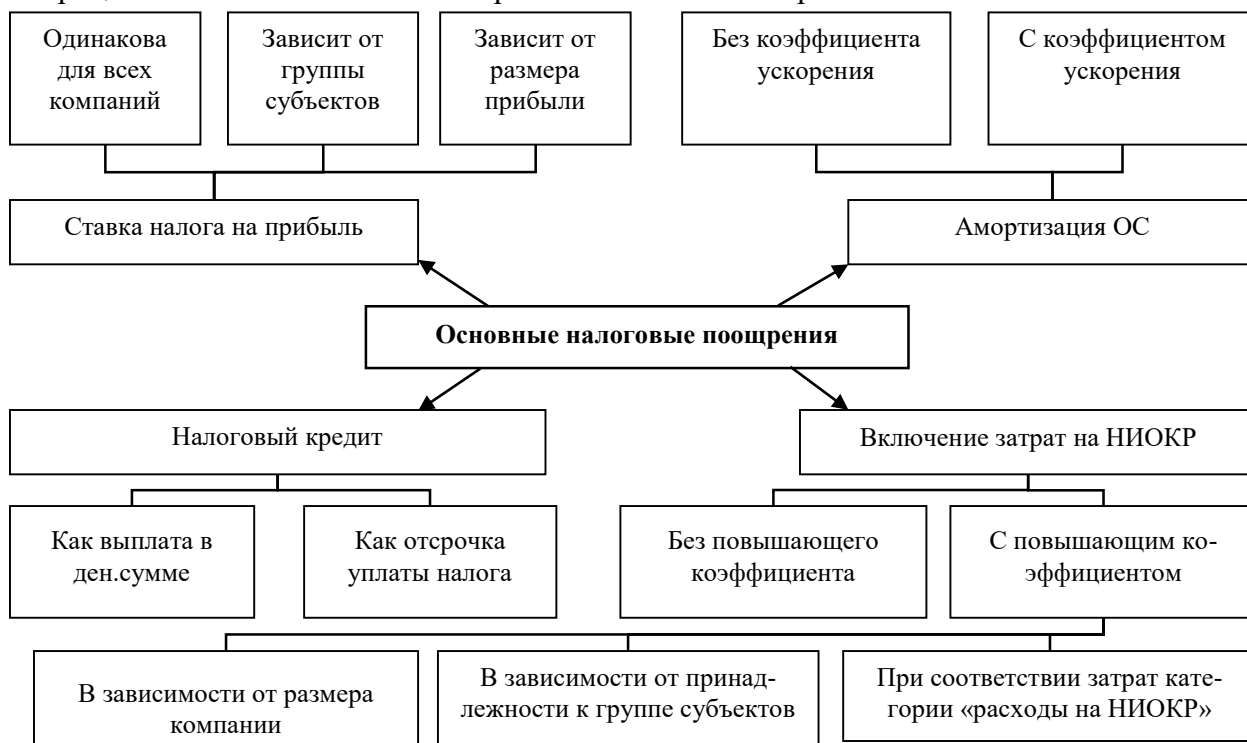 Одинакова
для всех
компаний
Зависит от
группы
субъектов
Зависит от
размера
прибыли
Без коэффициента
ускорения
С коэффициентом
ускорения
Ставка налога на прибыль
Амортизация ОС
Основные налоговые поощрения
Налоговый кредит
Включение затрат на НИОКР
Как выплата в
ден.сумме
Как отсрочка
уплаты налога
Без повышающего
коэффициента
С повышающим ко-
эффициентом
В зависимости от размера
компании
В зависимости от принад-
лежности к группе субъектов
При соответствии затрат кате-
гории «расходы на НИОКР»